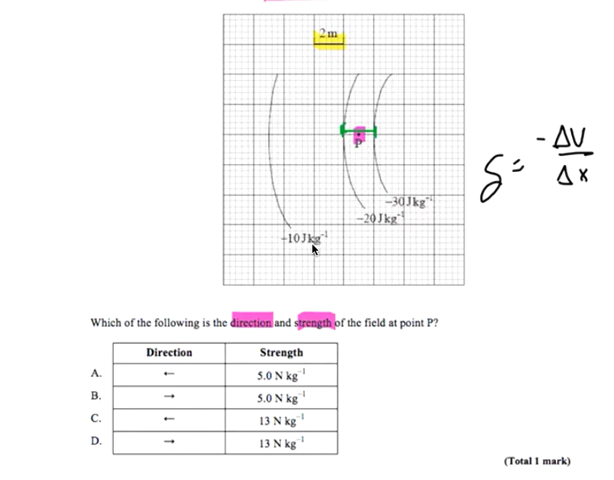 2 m
P
g = -ΔV
Δx
-30 J kg⁻¹
-20 J kg⁻¹
-10 J kg⁻¹
Which of the following is the direction and strength of the field at point P?
Direction Strength
A. ← 5.0 N kg⁻¹
B. → 5.0 N kg⁻¹
C. ← 13 N kg⁻¹
D. → 13 N kg⁻¹
(Total 1 mark)